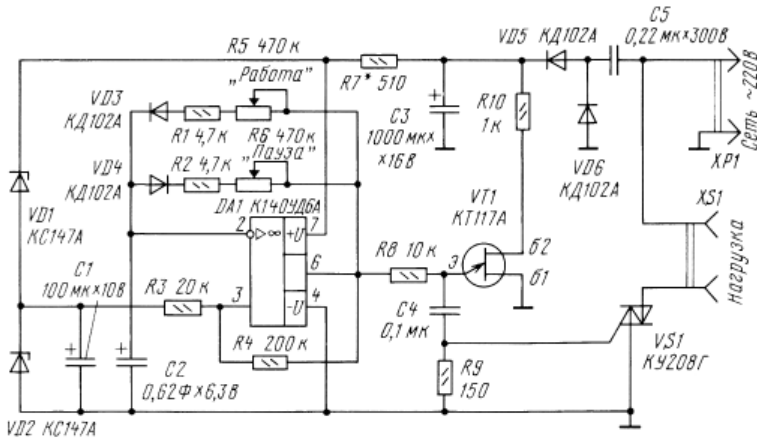 R5 470 к
„Работа"
VD3
КД102А
R1 4,7 к
R6 470 к
„Пауза"
VD4
КД102А
R2 4,7 к
DA1 К140УД6А
2
▷ ∞
+U
7
6
3
-U
4
VD1
КС147А
C1
100 мк×10В
R3 20 к
R4 200 к
C2
0,62Ф×6,3В
VD2 КС147А
R7* 510
C3
1000 мк×
×16В
VD5 КД102А
C5
0,22 мк×300В
R10
1к
VD6
КД102А
Сеть ~220В
XP1
XS1
Нагрузка
VT1
КТ117А
R8 10 к
Э
б2
б1
C4
0,1 мк
R9
150
VS1
КУ208Г